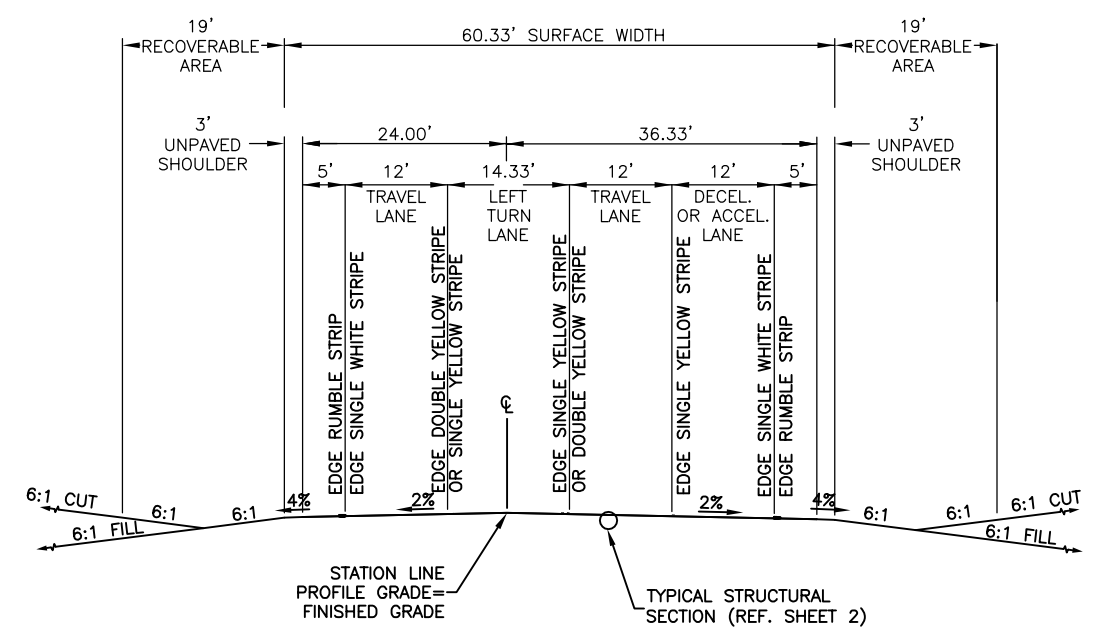 19'
RECOVERABLE
AREA
60.33' SURFACE WIDTH
19'
RECOVERABLE
AREA
3'
UNPAVED
SHOULDER
24.00'
36.33'
3'
UNPAVED
SHOULDER
5'
12'
TRAVEL
LANE
14.33'
LEFT
TURN
LANE
12'
TRAVEL
LANE
12'
DECEL.
OR ACCEL.
LANE
5'
EDGE RUMBLE STRIP
EDGE SINGLE WHITE STRIPE
EDGE DOUBLE YELLOW STRIPE
OR SINGLE YELLOW STRIPE
℄
EDGE SINGLE YELLOW STRIPE
OR DOUBLE YELLOW STRIPE
EDGE SINGLE YELLOW STRIPE
EDGE SINGLE WHITE STRIPE
EDGE RUMBLE STRIP
6:1 CUT
6:1
6:1
6:1 FILL
4%
2%
2%
4%
6:1
6:1
6:1 CUT
6:1 FILL
STATION LINE
PROFILE GRADE=
FINISHED GRADE
TYPICAL STRUCTURAL
SECTION (REF. SHEET 2)